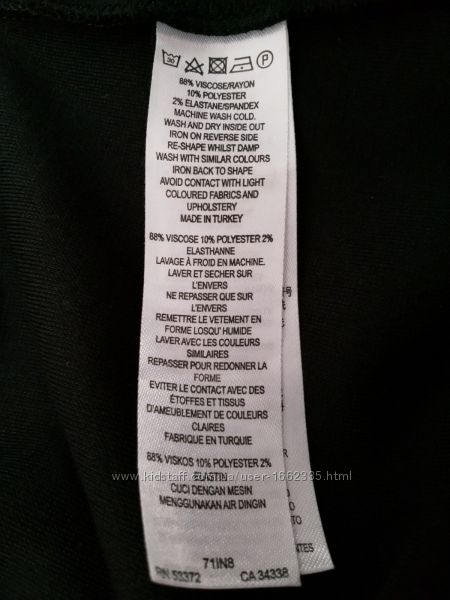 30
P
88% VISCOSE/RAYON
10% POLYESTER
2% ELASTANE/SPANDEX
MACHINE WASH COLD.
WASH AND DRY INSIDE OUT
IRON ON REVERSE SIDE
RE-SHAPE WHILST DAMP
WASH WITH SIMILAR COLOURS
IRON BACK TO SHAPE
AVOID CONTACT WITH LIGHT
COLOURED FABRICS AND
UPHOLSTERY
MADE IN TURKEY
88% VISCOSE 10% POLYESTER 2%
ELASTHANNE
LAVAGE À FROID EN MACHINE.
LAVER ET SECHER SUR
L'ENVERS
NE REPASSER QUE SUR
L'ENVERS
REMETTRE LE VETEMENT EN
FORME LOSQU' HUMIDE
LAVER AVEC LES COULEURS
SIMILAIRES
REPASSER POUR REDONNER LA
FORME
EVITER LE CONTACT AVEC DES
ÉTOFFES ET TISSUS
D'AMEUBLEMENT DE COULEURS
CLAIRES
FABRIQUE EN TURQUIE
88% VISKOS 10% POLYESTER 2%
ELASTIN
CUCI DENGAN MESIN
MENGGUNAKAN AIR DINGIN
71IN8
RN 53372 CA 34338
www.kidstaff.com.ua/user-1662335.html